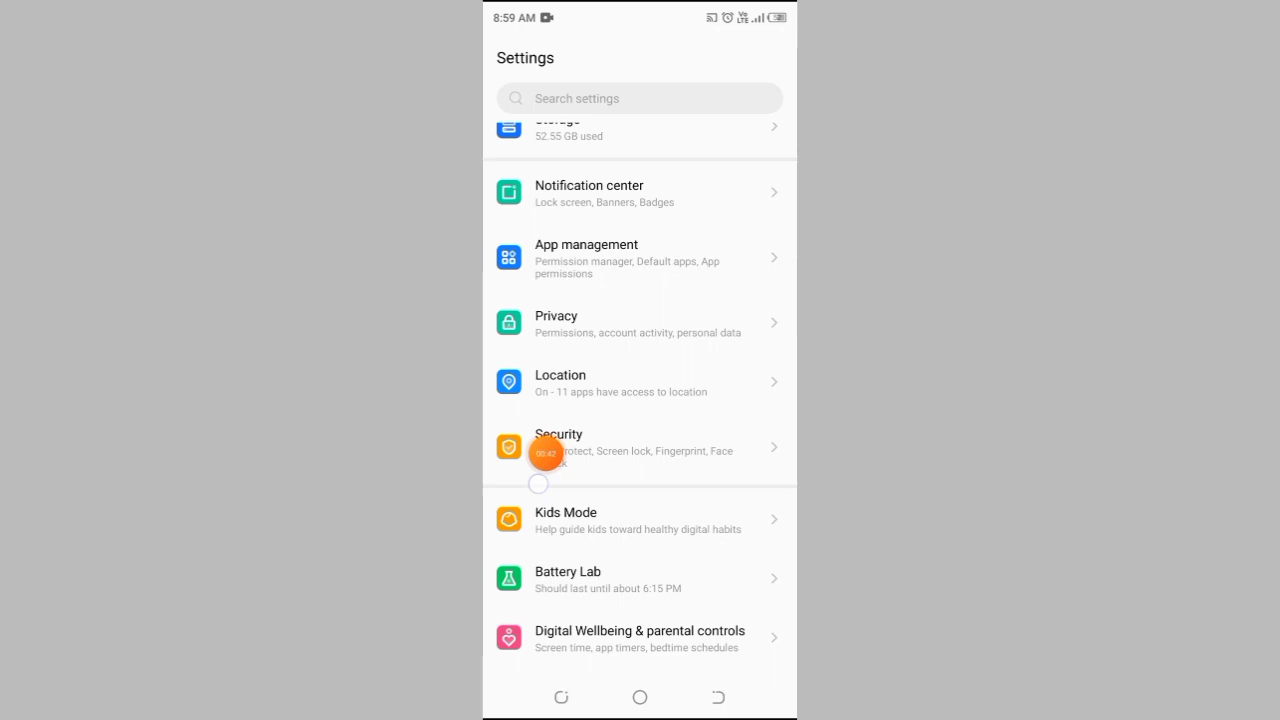 8:59 AM
Settings
Search settings
Storage
52.55 GB used
Notification center
Lock screen, Banners, Badges
App management
Permission manager, Default apps, App
permissions
Privacy
Permissions, account activity, personal data
Location
On - 11 apps have access to location
Security
rotect, Screen lock, Fingerprint, Face
00:42
Kids Mode
Help guide kids toward healthy digital habits
Battery Lab
Should last until about 6:15 PM
Digital Wellbeing & parental controls
Screen time, app timers, bedtime schedules